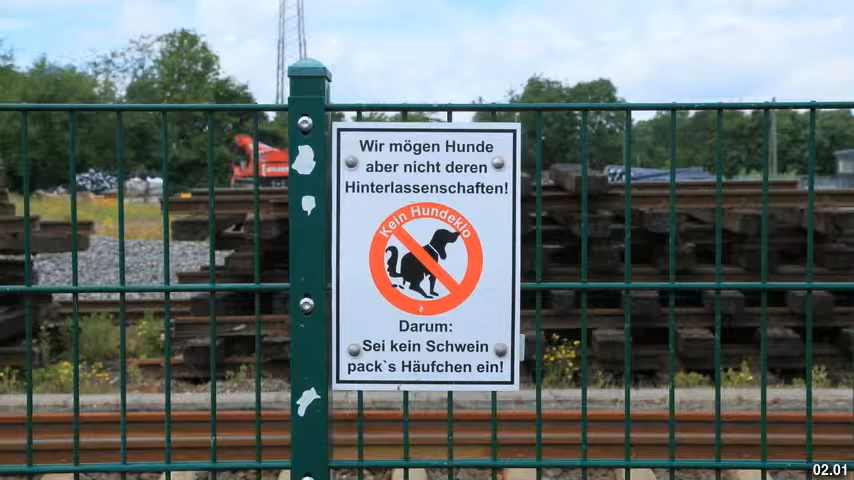 Wir mögen Hunde
aber nicht deren
Hinterlassenschaften!
Kein Hundeklo
Darum:
Sei kein Schwein
pack`s Häufchen ein!
02.01